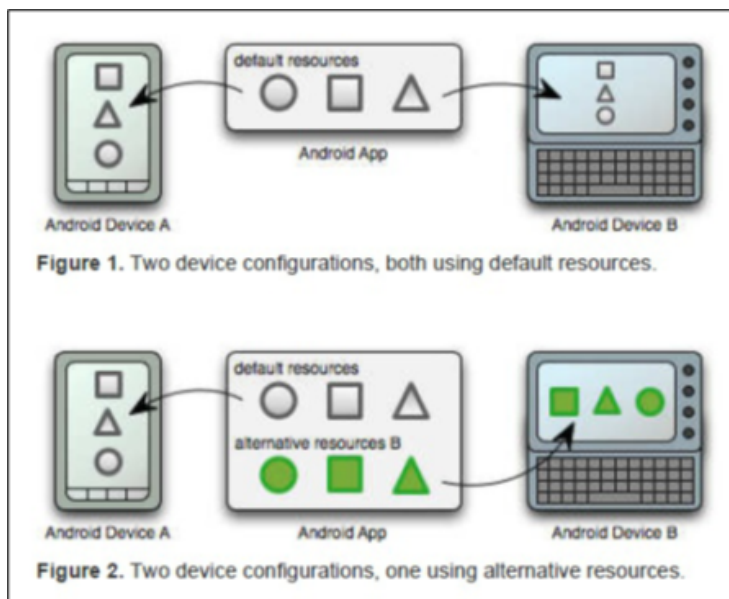 default resources
Android App
Android Device A
Android Device B
Figure 1. Two device configurations, both using default resources.
default resources
alternative resources B
Android Device A
Android App
Android Device B
Figure 2. Two device configurations, one using alternative resources.